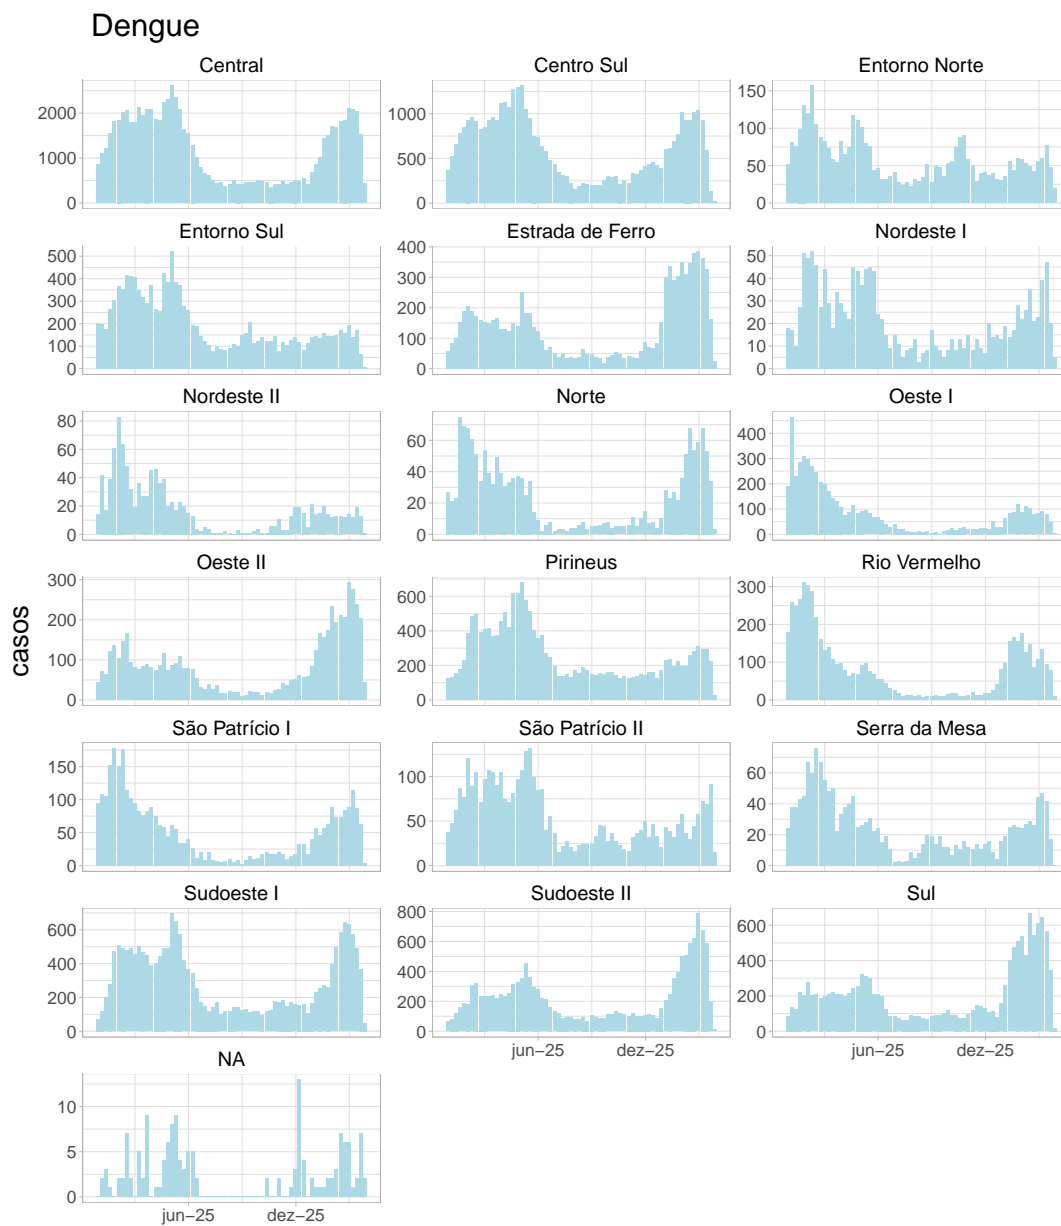 Dengue
Central
Centro Sul
Entorno Norte
2000
1000
0
1000
500
0
150
100
50
0
Entorno Sul
Estrada de Ferro
Nordeste I
500
400
300
200
100
0
400
300
200
100
0
50
40
30
20
10
0
Nordeste II
Norte
Oeste I
80
60
40
20
0
60
40
20
0
400
300
200
100
0
Oeste II
Pirineus
Rio Vermelho
300
200
100
0
600
400
200
0
300
200
100
0
casos
São Patrício I
São Patrício II
Serra da Mesa
150
100
50
0
100
50
0
60
40
20
0
Sudoeste I
Sudoeste II
Sul
600
400
200
0
800
600
400
200
0
600
400
200
0
jun−25
dez−25
jun−25
dez−25
NA
10
5
0
jun−25
dez−25